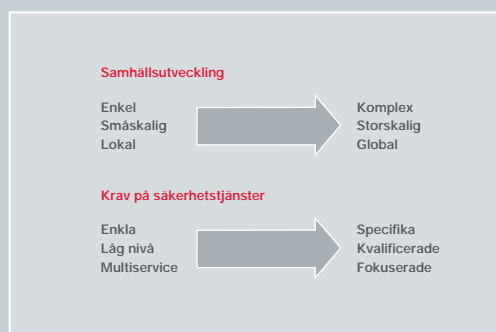 Samhällsutveckling
Enkel Komplex
Småskalig Storskalig
Lokal Global
Krav på säkerhetstjänster
Enkla Specifika
Låg nivå Kvalificerade
Multiservice Fokuserade